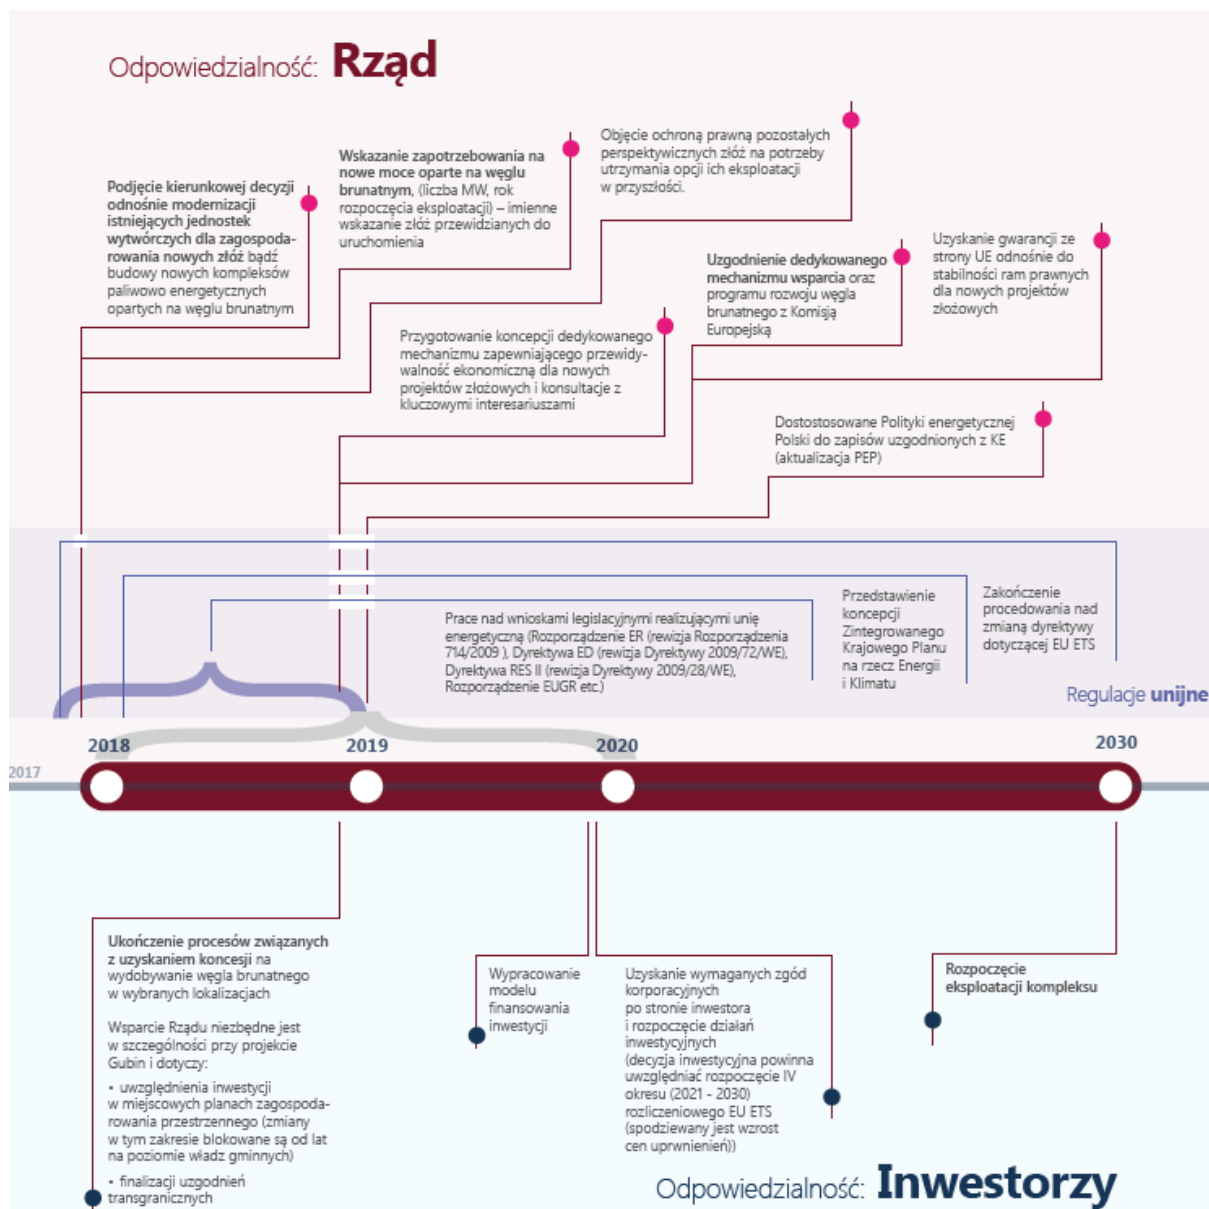 Odpowiedzialność: Rząd
Podjęcie kierunkowej decyzji
odnośnie modernizacji
istniejących jednostek
wytwórczych dla zagospoda-
rowania nowych złóż bądź
budowy nowych kompleksów
paliwowo energetycznych
opartych na węglu brunatnym
Wskazanie zapotrzebowania na
nowe moce oparte na węglu
brunatnym, (liczba MW, rok
rozpoczęcia eksploatacji) – imienne
wskazanie złóż przewidzianych do
uruchomienia
Objęcie ochroną prawną pozostałych
perspektywicznych złóż na potrzeby
utrzymania opcji ich eksploatacji
w przyszłości.
Przygotowanie koncepcji dedykowanego
mechanizmu zapewniającego przewidy-
walność ekonomiczną dla nowych
projektów złożowych i konsultacje z
kluczowymi interesariuszami
Uzgodnienie dedykowanego
mechanizmu wsparcia oraz
programu rozwoju węgla
brunatnego z Komisją
Europejską
Uzyskanie gwarancji ze
strony UE odnośnie do
stabilności ram prawnych
dla nowych projektów
złożowych
Dostostosowane Polityki energetycznej
Polski do zapisów uzgodnionych z KE
(aktualizacja PEP)
Prace nad wnioskami legislacyjnymi realizującymi unię
energetyczną (Rozporządzenie ER (rewizja Rozporządzenia
714/2009 ), Dyrektywa ED (rewizja Dyrektywy 2009/72/WE),
Dyrektywa RES II (rewizja Dyrektywy 2009/28/WE),
Rozporządzenie EUGR etc.)
Przedstawienie
koncepcji
Zintegrowanego
Krajowego Planu
na rzecz Energii
i Klimatu
Zakończenie
procedowania nad
zmianą dyrektywy
dotyczącej EU ETS
Regulacje unijne
2017
2018
2019
2020
2030
Ukończenie procesów związanych
z uzyskaniem koncesji na
wydobywanie węgla brunatnego
w wybranych lokalizacjach
Wsparcie Rządu niezbędne jest
w szczególności przy projekcie
Gubin i dotyczy:
• uwzględnienia inwestycji
w miejscowych planach zagospoda-
rowania przestrzennego (zmiany
w tym zakresie blokowane są od lat
na poziomie władz gminnych)
• finalizacji uzgodnień
transgranicznych
Wypracowanie
modelu
finansowania
inwestycji
Uzyskanie wymaganych zgód
korporacyjnych
po stronie inwestora
i rozpoczęcie działań
inwestycyjnych
(decyzja inwestycyjna powinna
uwzględniać rozpoczęcie IV
okresu (2021 - 2030)
rozliczeniowego EU ETS
(spodziewany jest wzrost
cen uprwnienień))
Rozpoczęcie
eksploatacji kompleksu
Odpowiedzialność: Inwestorzy